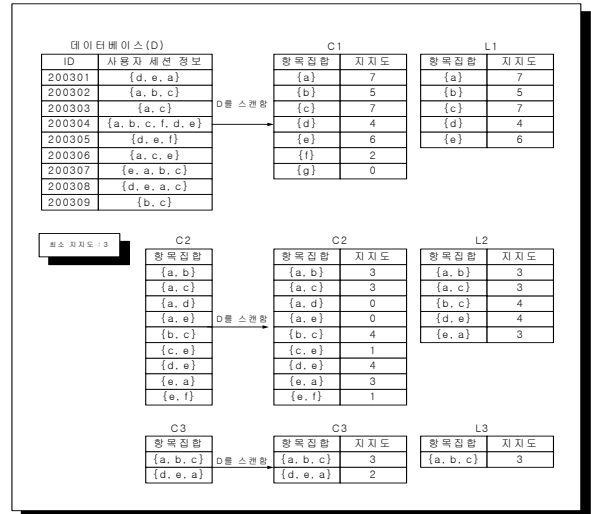 데이터베이스(D)
ID 사용자 세션 정보
200301 {d, e, a}
200302 {a, b, c}
200303 {a, c}
200304 {a, b, c, f, d, e}
200305 {d, e, f}
200306 {a, c, e}
200307 {e, a, b, c}
200308 {d, e, a, c}
200309 {b, c}
D를 스캔함
C1
항목집합 지지도
{a} 7
{b} 5
{c} 7
{d} 4
{e} 6
{f} 2
{g} 0
L1
항목집합 지지도
{a} 7
{b} 5
{c} 7
{d} 4
{e} 6
최소 지지도 : 3
C2
항목집합
{a, b}
{a, c}
{a, d}
{a, e}
{b, c}
{c, e}
{d, e}
{e, a}
{e, f}
D를 스캔함
C2
항목집합 지지도
{a, b} 3
{a, c} 3
{a, d} 0
{a, e} 0
{b, c} 4
{c, e} 1
{d, e} 4
{e, a} 3
{e, f} 1
L2
항목집합 지지도
{a, b} 3
{a, c} 3
{b, c} 4
{d, e} 4
{e, a} 3
C3
항목집합
{a, b, c}
{d, e, a}
D를 스캔함
C3
항목집합 지지도
{a, b, c} 3
{d, e, a} 2
L3
항목집합 지지도
{a, b, c} 3